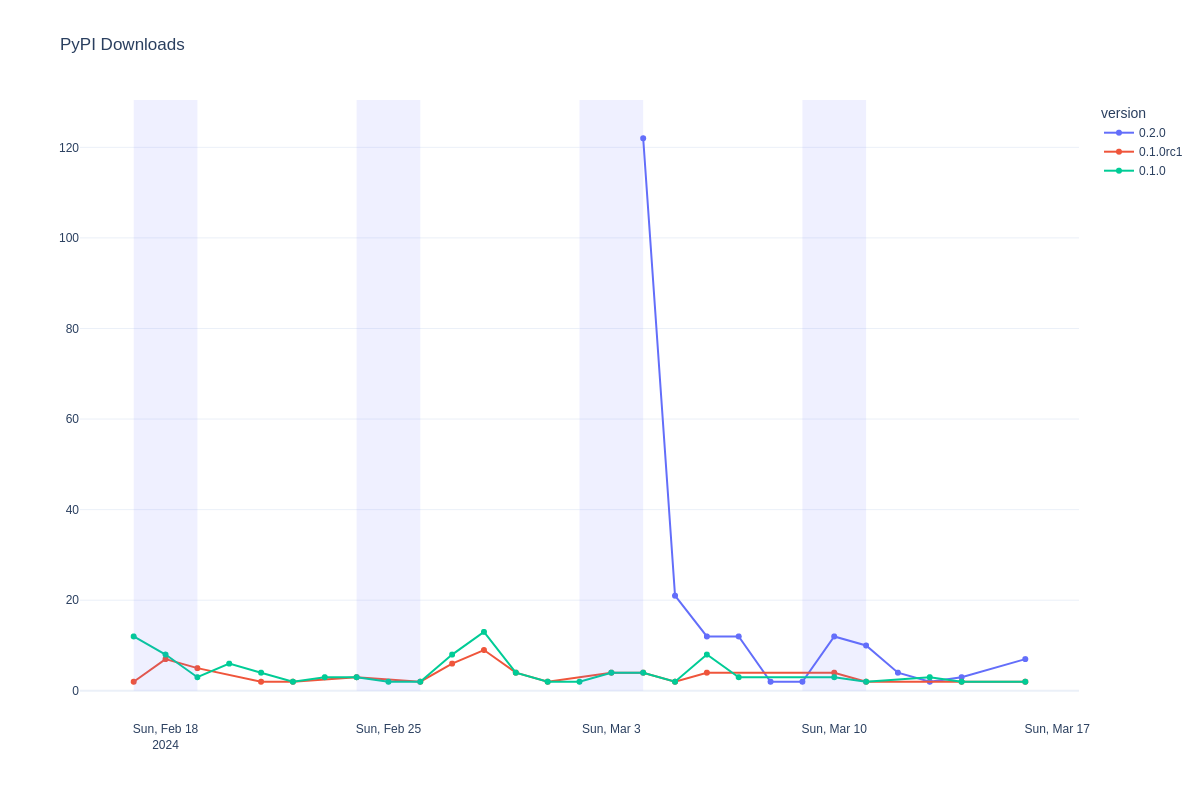 PyPI Downloads
version
0.2.0
0.1.0rc1
0.1.0
120
100
80
60
40
20
0
Sun, Feb 18
2024
Sun, Feb 25
Sun, Mar 3
Sun, Mar 10
Sun, Mar 17